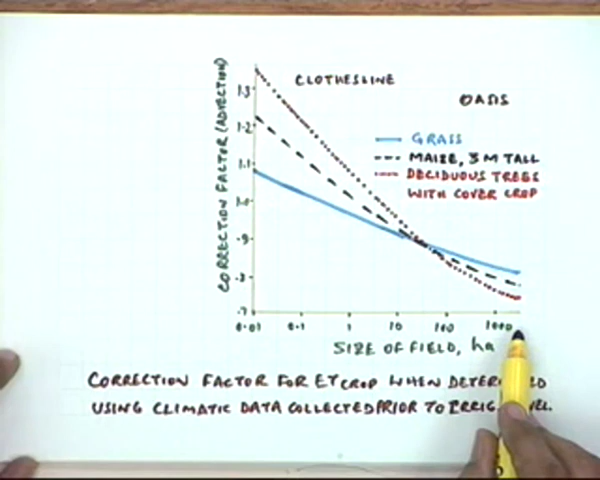 CLOTHESLINE
OASIS
GRASS
MAIZE, 3 M TALL
DECIDUOUS TREES
WITH COVER CROP
CORRECTION FACTOR (ADVECTION)
1.3
1.2
1.1
1.0
.9
.8
.7
0.01 0.1 1 10 100 1000
SIZE OF FIELD, ha
CORRECTION FACTOR FOR ETCROP WHEN
USING CLIMATIC DATA COLLECTED PRIOR TO